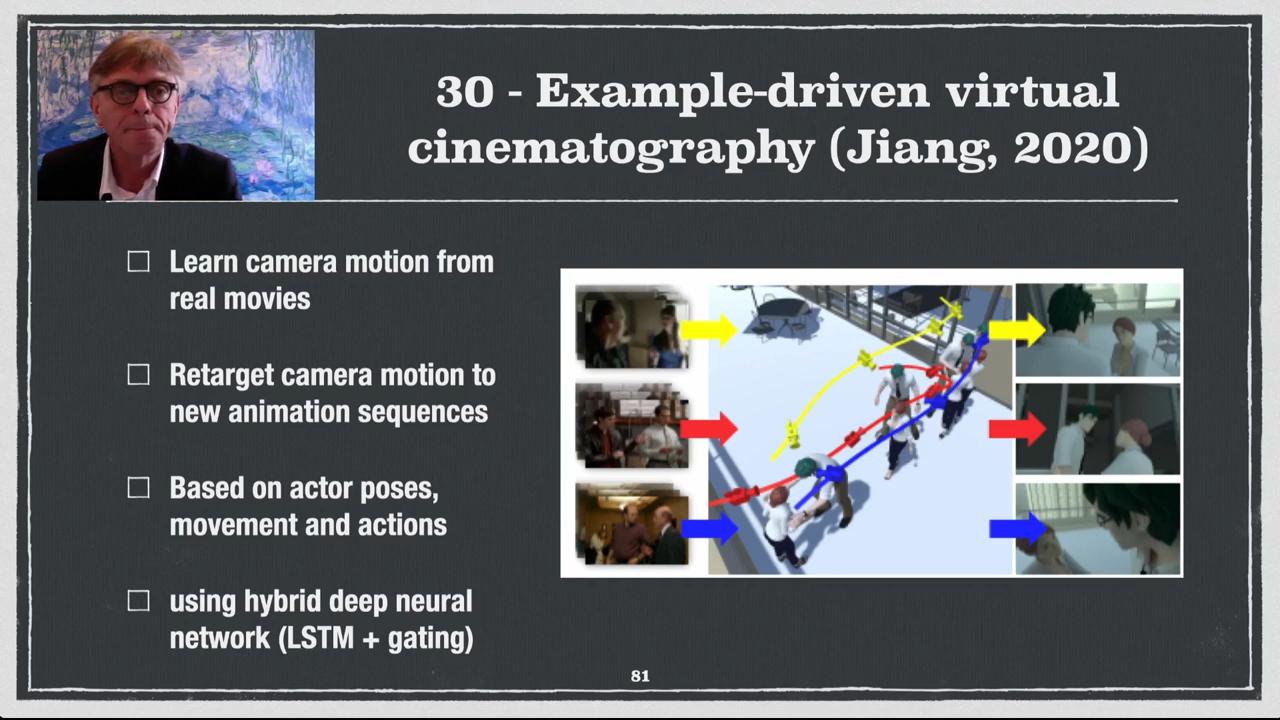 30 - Example-driven virtual
cinematography (Jiang, 2020)
Learn camera motion from
real movies
Retarget camera motion to
new animation sequences
Based on actor poses,
movement and actions
using hybrid deep neural
network (LSTM + gating)
81